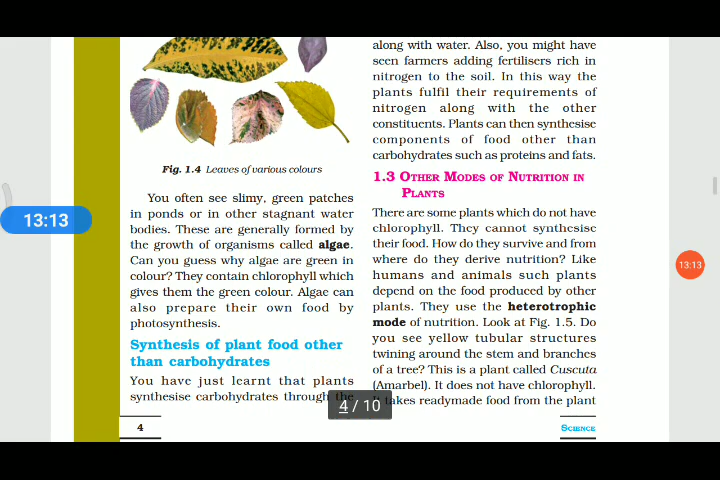 Fig. 1.4 Leaves of various colours
You often see slimy, green patches
in ponds or in other stagnant water
bodies. These are generally formed by
the growth of organisms called algae.
Can you guess why algae are green in
colour? They contain chlorophyll which
gives them the green colour. Algae can
also prepare their own food by
photosynthesis.
Synthesis of plant food other
than carbohydrates
You have just learnt that plants
synthesise carbohydrates through the
4
along with water. Also, you might have
seen farmers adding fertilisers rich in
nitrogen to the soil. In this way the
plants fulfil their requirements of
nitrogen along with the other
constituents. Plants can then synthesise
components of food other than
carbohydrates such as proteins and fats.
1.3 OTHER MODES OF NUTRITION IN
PLANTS
There are some plants which do not have
chlorophyll. They cannot synthesise
their food. How do they survive and from
where do they derive nutrition? Like
humans and animals such plants
depend on the food produced by other
plants. They use the heterotrophic
mode of nutrition. Look at Fig. 1.5. Do
you see yellow tubular structures
twining around the stem and branches
of a tree? This is a plant called Cuscuta
(Amarbel). It does not have chlorophyll.
It takes readymade food from the plant
SCIENCE
13:13
13:13
4 / 10